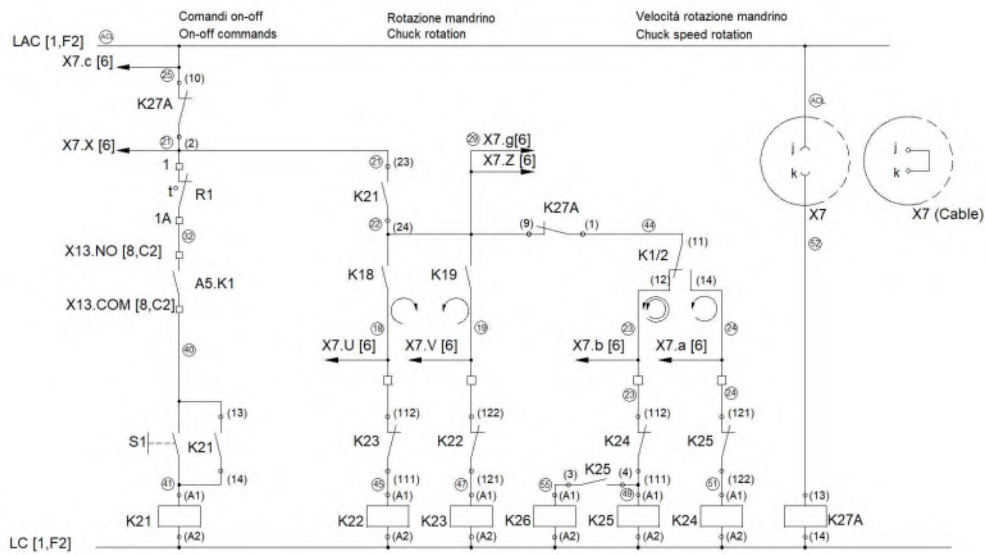 Comandi on-off
On-off commands
Rotazione mandrino
Chuck rotation
Velocità rotazione mandrino
Chuck speed rotation
LAC [1,F2] ACL
X7.c [6]
25 (10)
K27A
ACL
X7.X [6] 21 (2)
29 X7.g[6]
X7.Z [6]
j j
k k
X7 X7 (Cable)
1
t° R1
1A
21 (23)
K21
22 (24)
K27A
(9) (1) 44
(11)
K1/2
(12) (14)
52
32
X13.NO [8,C2]
A5.K1
X13.COM [8,C2]
K18 K19
18 19 23 24
X7.U [6] X7.V [6] X7.b [6] X7.a [6]
40
23 24
(13)
S1 K21
(14)
41
(112) (122) (112) (121)
K23 K22 K24 K25
(111) (121) (111) (122)
45 47 55 (3) K25 (4) 49 51
(A1) (A1) (A1) (A1) (A1) (A1) (13)
K21 K22 K23 K26 K25 K24 K27A
(A2) (A2) (A2) (A2) (A2) (A2) (14)
LC [1,F2]